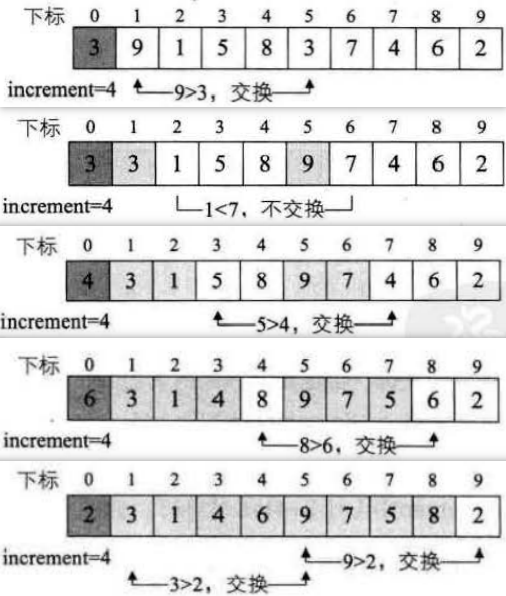 下标 0 1 2 3 4 5 6 7 8 9
3 9 1 5 8 3 7 4 6 2
increment=4 9>3，交换
下标 0 1 2 3 4 5 6 7 8 9
3 3 1 5 8 9 7 4 6 2
increment=4 1<7，不交换
下标 0 1 2 3 4 5 6 7 8 9
4 3 1 5 8 9 7 4 6 2
increment=4 5>4，交换
下标 0 1 2 3 4 5 6 7 8 9
6 3 1 4 8 9 7 5 6 2
increment=4 8>6，交换
下标 0 1 2 3 4 5 6 7 8 9
2 3 1 4 6 9 7 5 8 2
increment=4 9>2，交换
3>2，交换